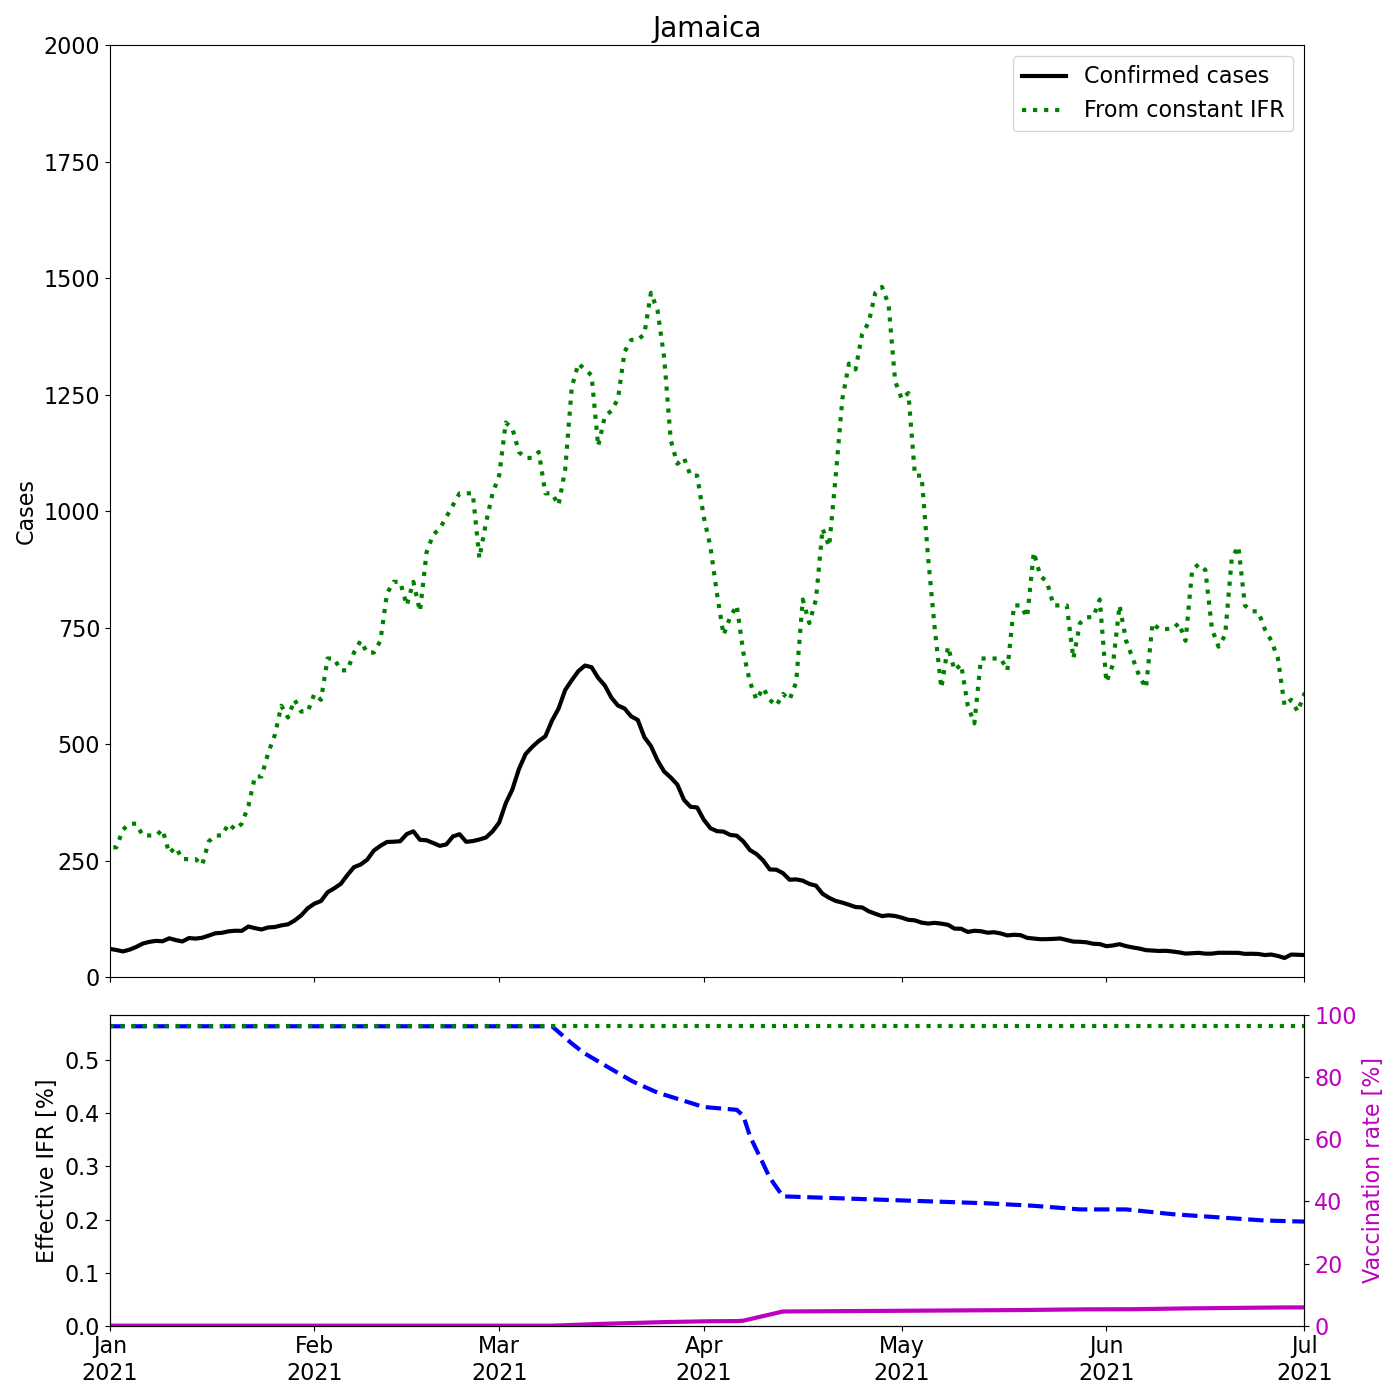 Jamaica
2000
1750
1500
1250
1000
750
500
250
0
Cases
Confirmed cases
From constant IFR
0.5
0.4
0.3
0.2
0.1
0.0
Effective IFR [%]
100
80
60
40
20
0
Vaccination rate [%]
Jan Feb Mar Apr May Jun Jul
2021 2021 2021 2021 2021 2021 2021